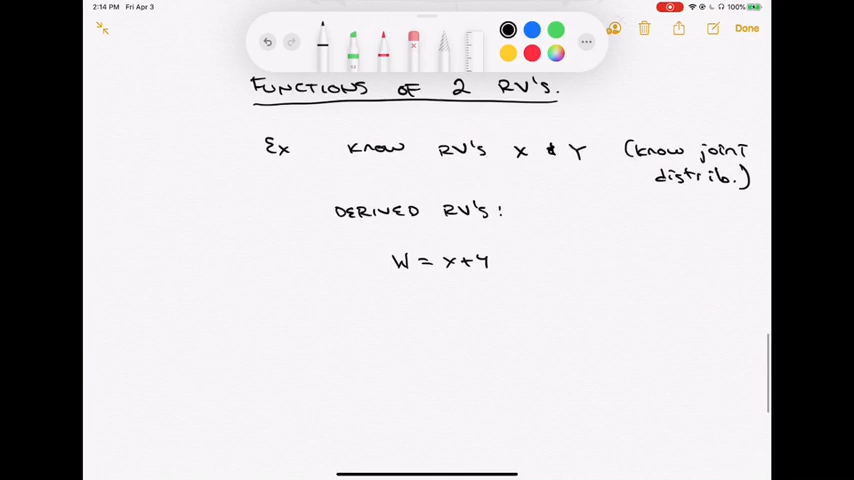 2:14 PM Fri Apr 3
100%
Done
FUNCTIONS OF 2 RV'S.
Ex KNOW RV'S X & Y (KNOW JOINT
distrib.)
DERIVED RV'S:
W = X+Y